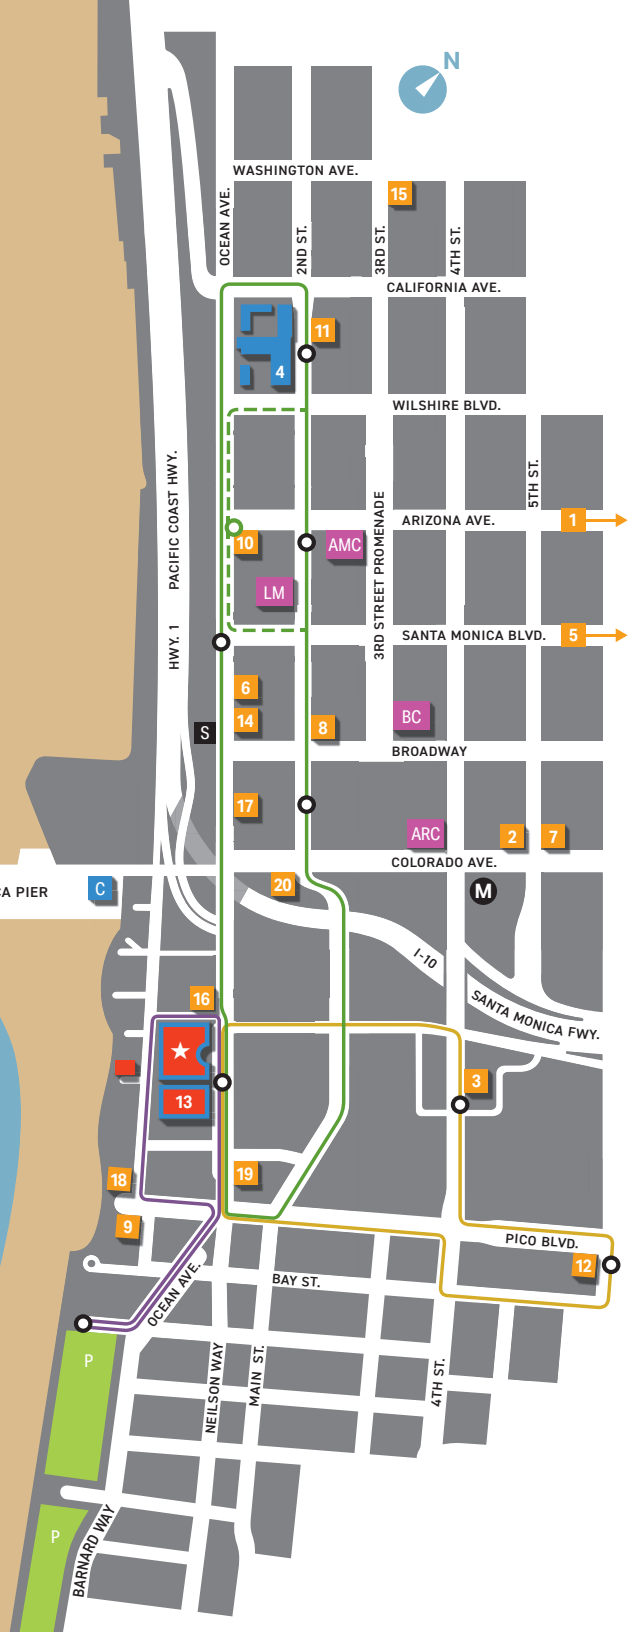 N
WASHINGTON AVE.
15
OCEAN AVE.
2ND ST.
3RD ST.
4TH ST.
CALIFORNIA AVE.
11
4
WILSHIRE BLVD.
PACIFIC COAST HWY.
5TH ST.
3RD STREET PROMENADE
ARIZONA AVE.
1
10
AMC
LM
HWY. 1
SANTA MONICA BLVD.
5
6
14
S
8
BC
BROADWAY
17
ARC
2
7
COLORADO AVE.
CA PIER
C
20
M
I-10
16
SANTA MONICA FWY.
3
13
18
19
9
PICO BLVD.
12
BAY ST.
OCEAN AVE.
P
NEILSON WAY
MAIN ST.
4TH ST.
P
BARNARD WAY